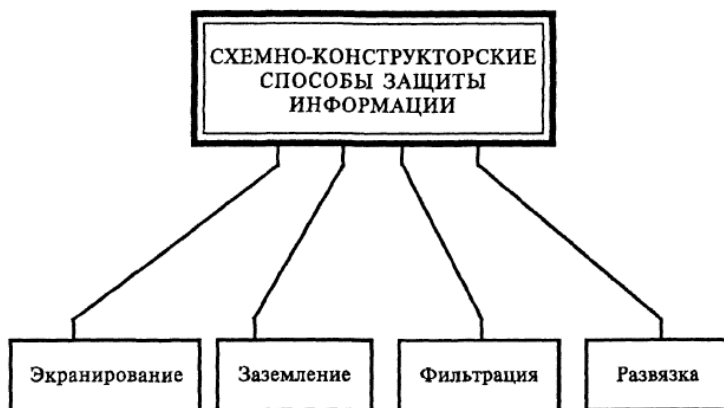 СХЕМНО-КОНСТРУКТОРСКИЕ
СПОСОБЫ ЗАЩИТЫ
ИНФОРМАЦИИ
Экранирование
Заземление
Фильтрация
Развязка